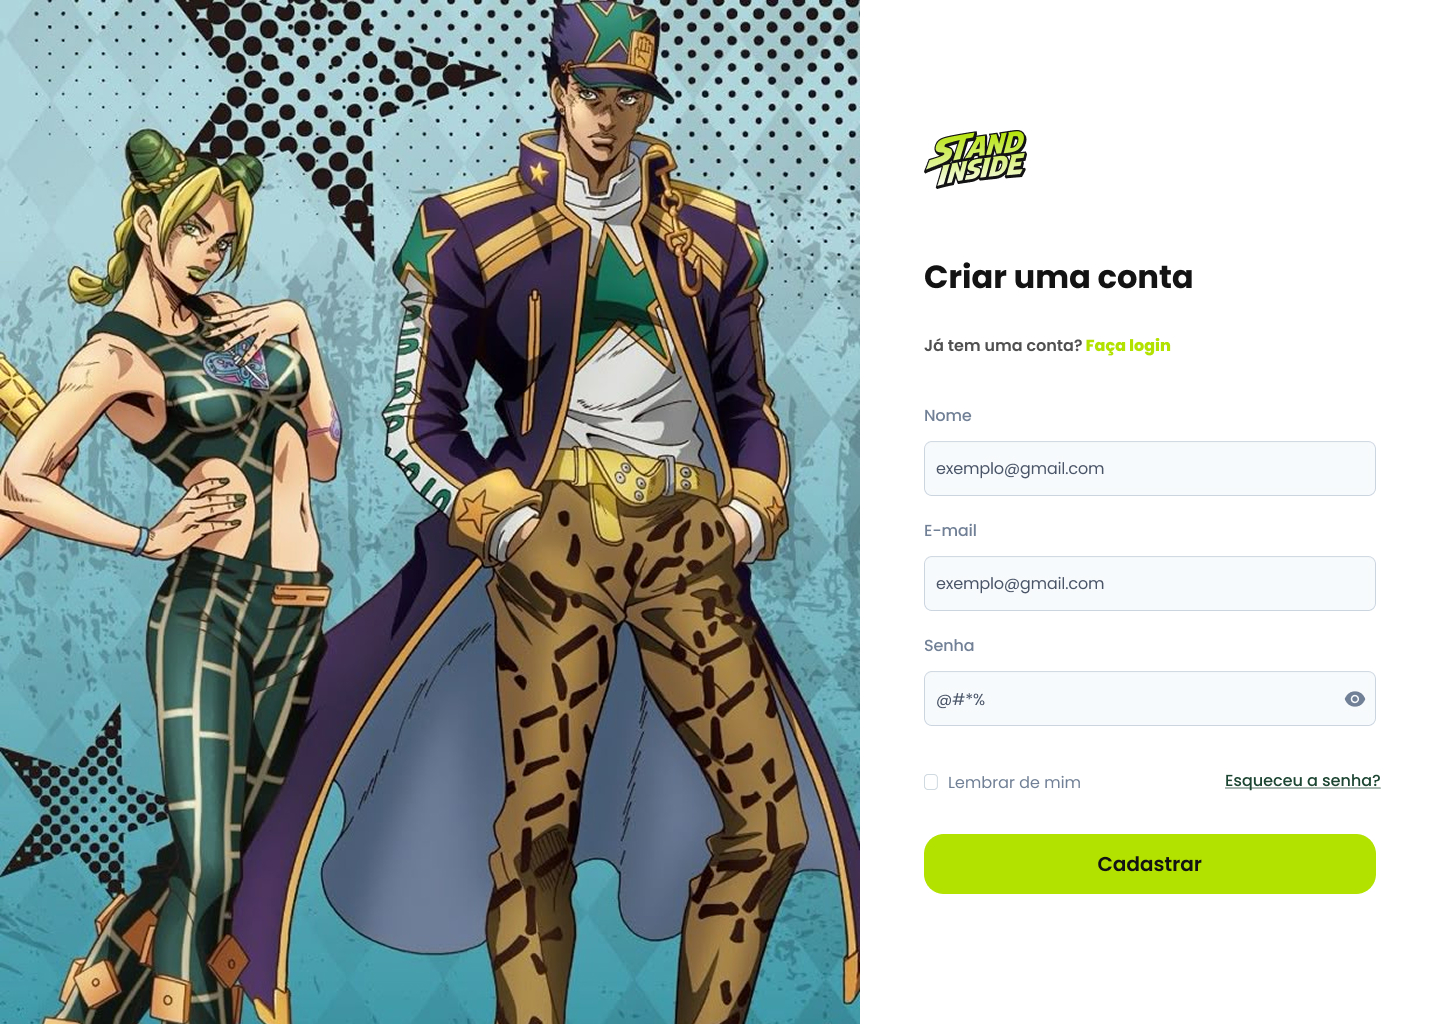 STAND
INSIDE
Criar uma conta
Já tem uma conta? Faça login
Nome
exemplo@gmail.com
E-mail
exemplo@gmail.com
Senha
@#*%
Lembrar de mim
Esqueceu a senha?
Cadastrar